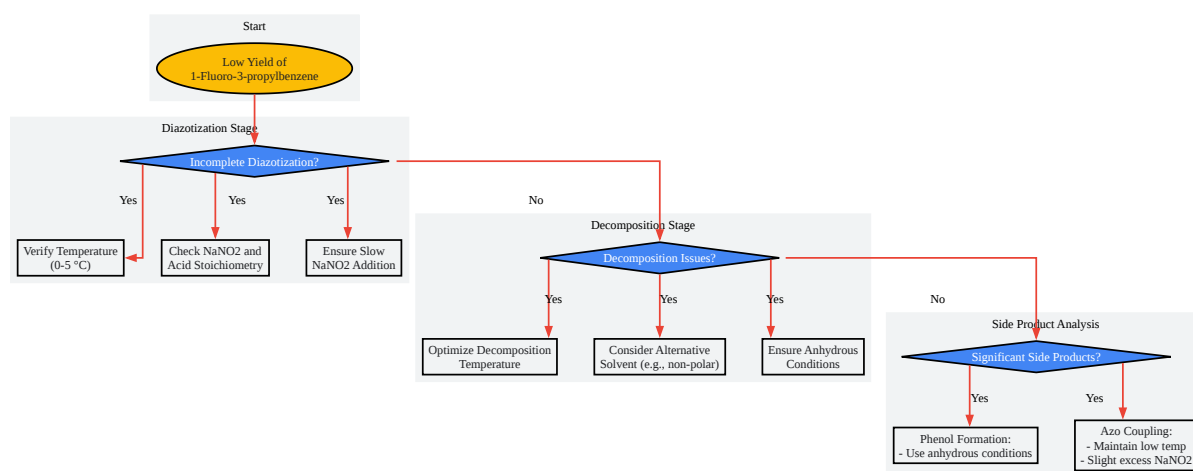 Start
Low Yield of
1-Fluoro-3-propylbenzene
Diazotization Stage
Incomplete Diazotization?
Yes
Yes
Yes
No
Verify Temperature
(0-5 °C)
Check NaNO2 and
Acid Stoichiometry
Ensure Slow
NaNO2 Addition
Decomposition Stage
Decomposition Issues?
Yes
Yes
Yes
No
Optimize Decomposition
Temperature
Consider Alternative
Solvent (e.g., non-polar)
Ensure Anhydrous
Conditions
Side Product Analysis
Significant Side Products?
Yes
Yes
Phenol Formation:
- Use anhydrous conditions
Azo Coupling:
- Maintain low temp
- Slight excess NaNO2